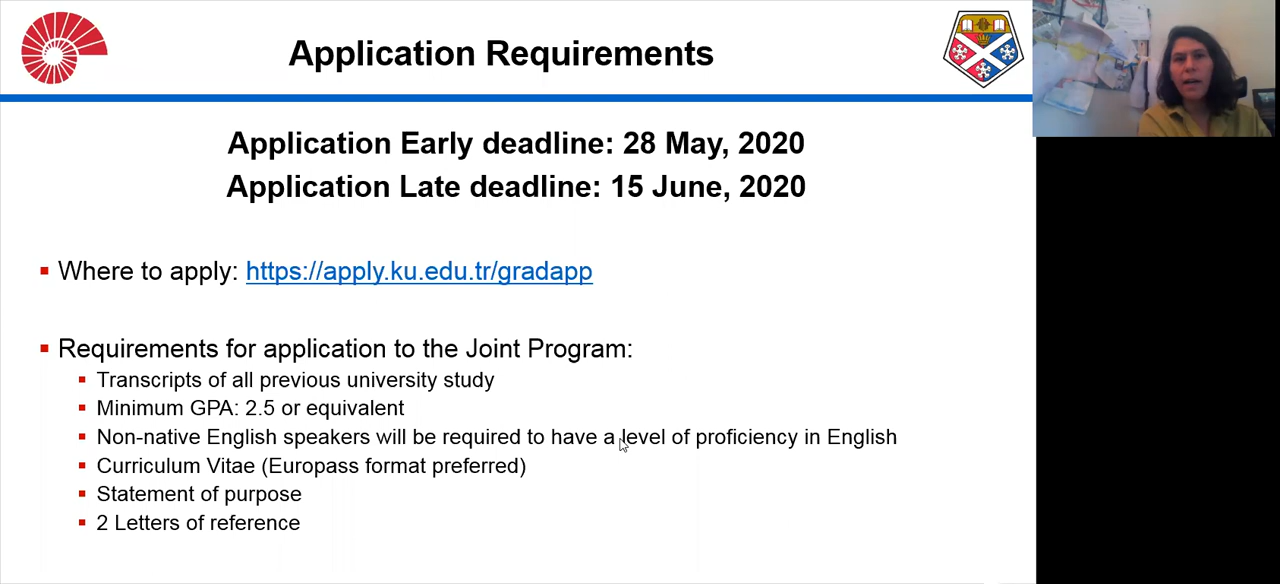 Application Requirements
Application Early deadline: 28 May, 2020
Application Late deadline: 15 June, 2020
Where to apply: https://apply.ku.edu.tr/gradapp
Requirements for application to the Joint Program:
Transcripts of all previous university study
Minimum GPA: 2.5 or equivalent
Non-native English speakers will be required to have a level of proficiency in English
Curriculum Vitae (Europass format preferred)
Statement of purpose
2 Letters of reference